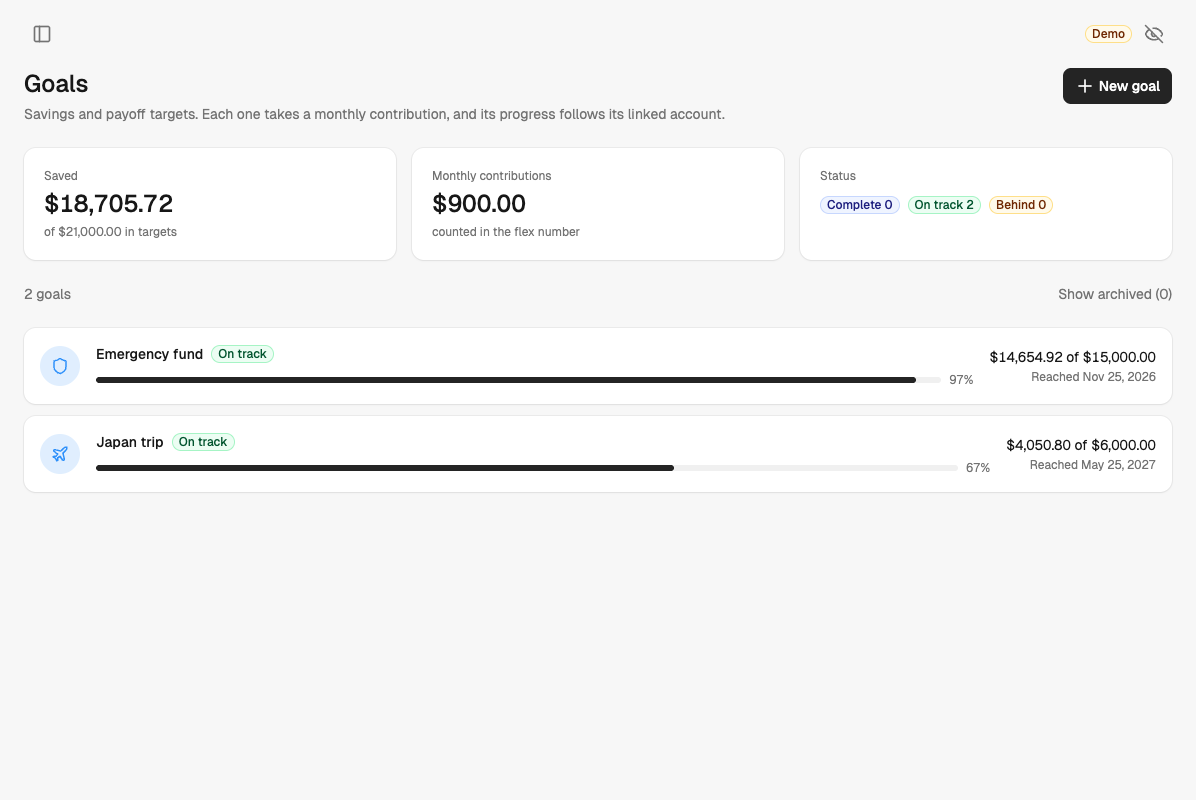 Demo
Goals
New goal
Savings and payoff targets. Each one takes a monthly contribution, and its progress follows its linked account.
Saved
$18,705.72
of $21,000.00 in targets
Monthly contributions
$900.00
counted in the flex number
Status
Complete 0
On track 2
Behind 0
2 goals
Show archived (0)
Emergency fund
On track
97%
$14,654.92 of $15,000.00
Reached Nov 25, 2026
Japan trip
On track
67%
$4,050.80 of $6,000.00
Reached May 25, 2027